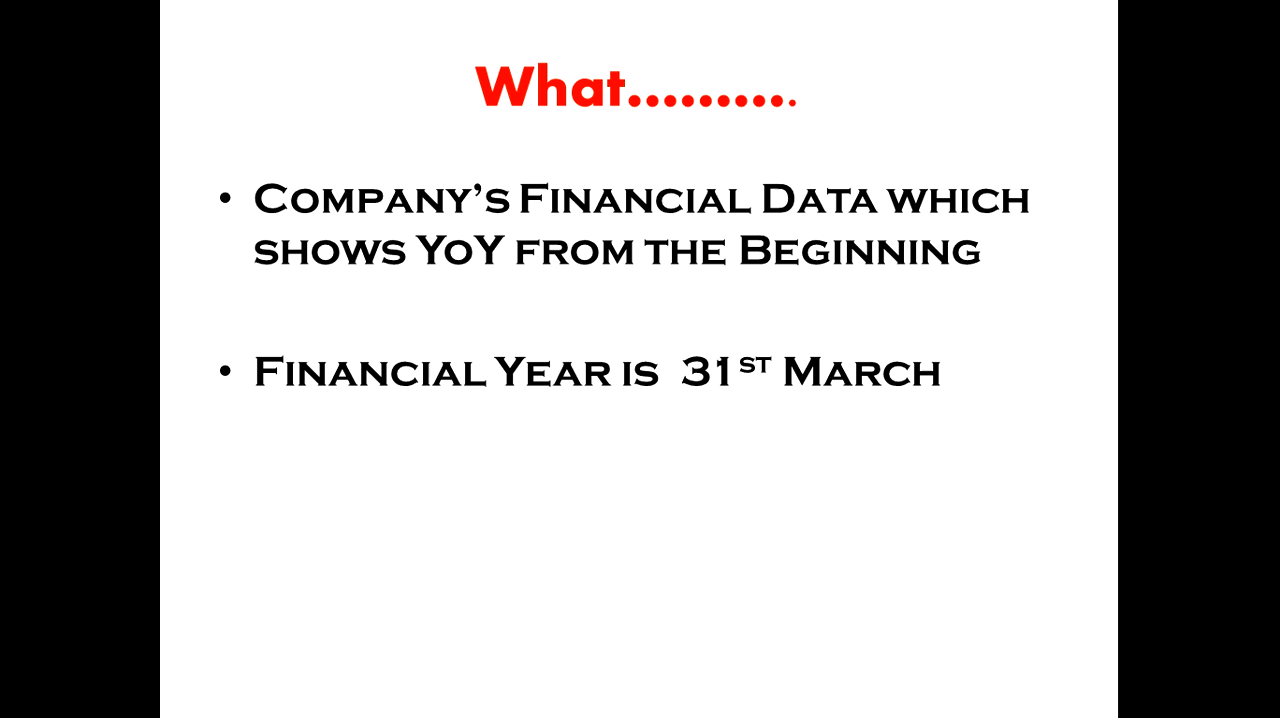 What……….
• Company's Financial Data which
shows YoY from the Beginning
• Financial Year is 31st March